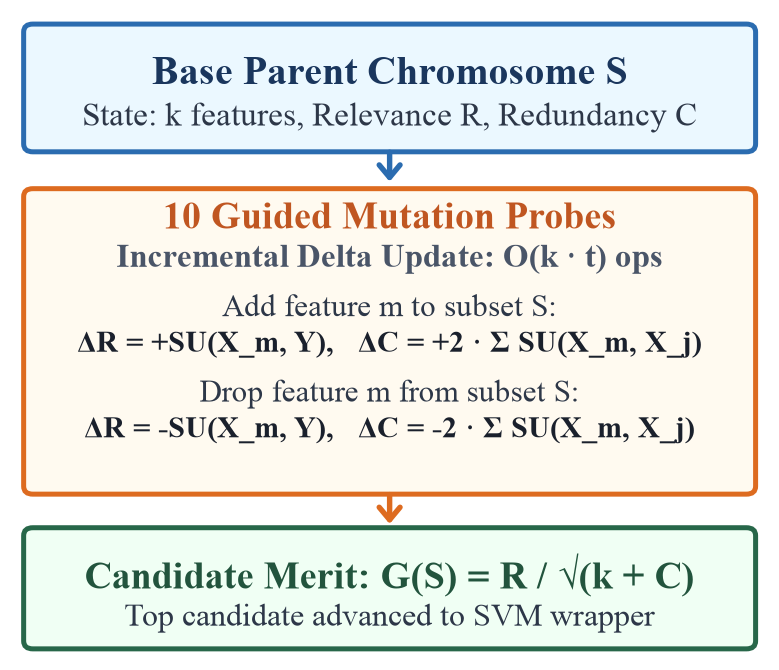 Base Parent Chromosome S
State: k features, Relevance R, Redundancy C
10 Guided Mutation Probes
Incremental Delta Update: O(k · t) ops
Add feature m to subset S:
ΔR = +SU(X_m, Y),   ΔC = +2 · Σ SU(X_m, X_j)
Drop feature m from subset S:
ΔR = -SU(X_m, Y),   ΔC = -2 · Σ SU(X_m, X_j)
Candidate Merit: G(S) = R / √(k + C)
Top candidate advanced to SVM wrapper